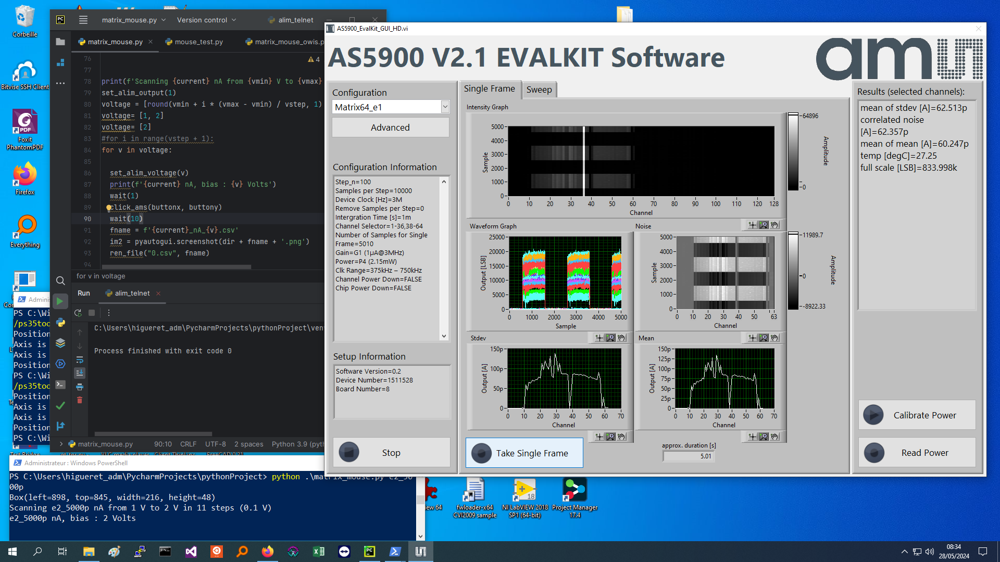 Corbeille
Bitvise SSH Client
Foxit
PhantomPDF
Firefox
Everything
matrix_mouse.py
Version control
alim_telnet
matrix_mouse.py
mouse_test.py
matrix_mouse_owis.p
4
76
77
78 print(f'Scanning {current} nA from {vmin} V to {vmax}
79 set_alim_output(1)
80 voltage = [round(vmin + i * (vmax - vmin) / vstep, 1)
81 voltage= [1, 2]
82 voltage= [2]
83 #for i in range(vstep + 1):
84 for v in voltage:
85
86 set_alim_voltage(v)
87 print(f'{current} nA, bias : {v} Volts')
88 wait(1)
89 click_ams(buttonx, buttony)
90 wait(10)
91 fname = f'{current}_nA_{v}.csv'
92 im2 = pyautogui.screenshot(dir + fname + '.png')
93 ren_file("0.csv", fname)
94
for v in voltage
Run
alim_telnet
C:\Users\higueret_adm\PycharmProjects\pythonProject\ven
Process finished with exit code 0
matrix_mouse.py
90:10 CRLF UTF-8 2 spaces Python 3.9 (pyth
Adminis
PS C:\Wi
/ps35too
Position
Axis is
Axis is
Position
PS C:\Wi
/ps35too
Position
Axis is
Axis is
Position
PS C:\Wi
Administrateur : Windows PowerShell
PS C:\Users\higueret_adm\PycharmProjects\pythonProject> python .\matrix_mouse.py e2_50
00p
Box(left=898, top=845, width=216, height=48)
Scanning e2_5000p nA from 1 V to 2 V in 11 steps (0.1 V)
e2_5000p nA, bias : 2 Volts
AS5900_EvalKit_GUI_HD.vi
AS5900 V2.1 EVALKIT Software
am
Configuration
Matrix64_e1
Advanced
Configuration Information
Step_n=100
Samples per Step=10000
Device Clock [Hz]=3M
Remove Samples per Step=0
Intergration Time [s]=1m
Channel Selector=1-36,38-64
Number of Samples for Single
Frame=5010
Gain=G1 (1µA@3MHz)
Power=P4 (2.15mW)
Clk Range=375kHz – 750kHz
Channel Power Down=FALSE
Chip Power Down=FALSE
Setup Information
Software Version=0.2
Device Number=1511528
Board Number=8
Stop
Single Frame
Sweep
Intensity Graph
5000
4000
3000
2000
1000
0
Sample
0 10 20 30 40 50 60 70 80 90 100 110 120 128
Channel
64896
0
Amplitude
Waveform Graph
25000
20000
15000
10000
5000
0
Output [LSB]
0 1000 2000 3000 4000 5000
Sample
Noise
5000
4000
3000
2000
1000
0
Sample
0 10 20 30 40 50 63
Channel
11989.7
0
-8922.33
Amplitude
Stdev
150p
100p
50p
0
Output [A]
0 10 20 30 40 50 60 70
Channel
Mean
150p
125p
100p
75p
50p
25p
0
Output [A]
0 10 20 30 40 50 60 70
Channel
Take Single Frame
approx. duration [s]
5.01
Results (selected channels):
mean of stdev [A]=62.513p
correlated noise
[A]=62.357p
mean of mean [A]=60.247p
temp [degC]=27.25
full scale [LSB]=833.998k
Calibrate Power
Read Power
fwloader-x64
CVI2009 sample
NI LabVIEW 2018
SP1 (64-bit)
Project Manager
17.4
08:34
28/05/2024